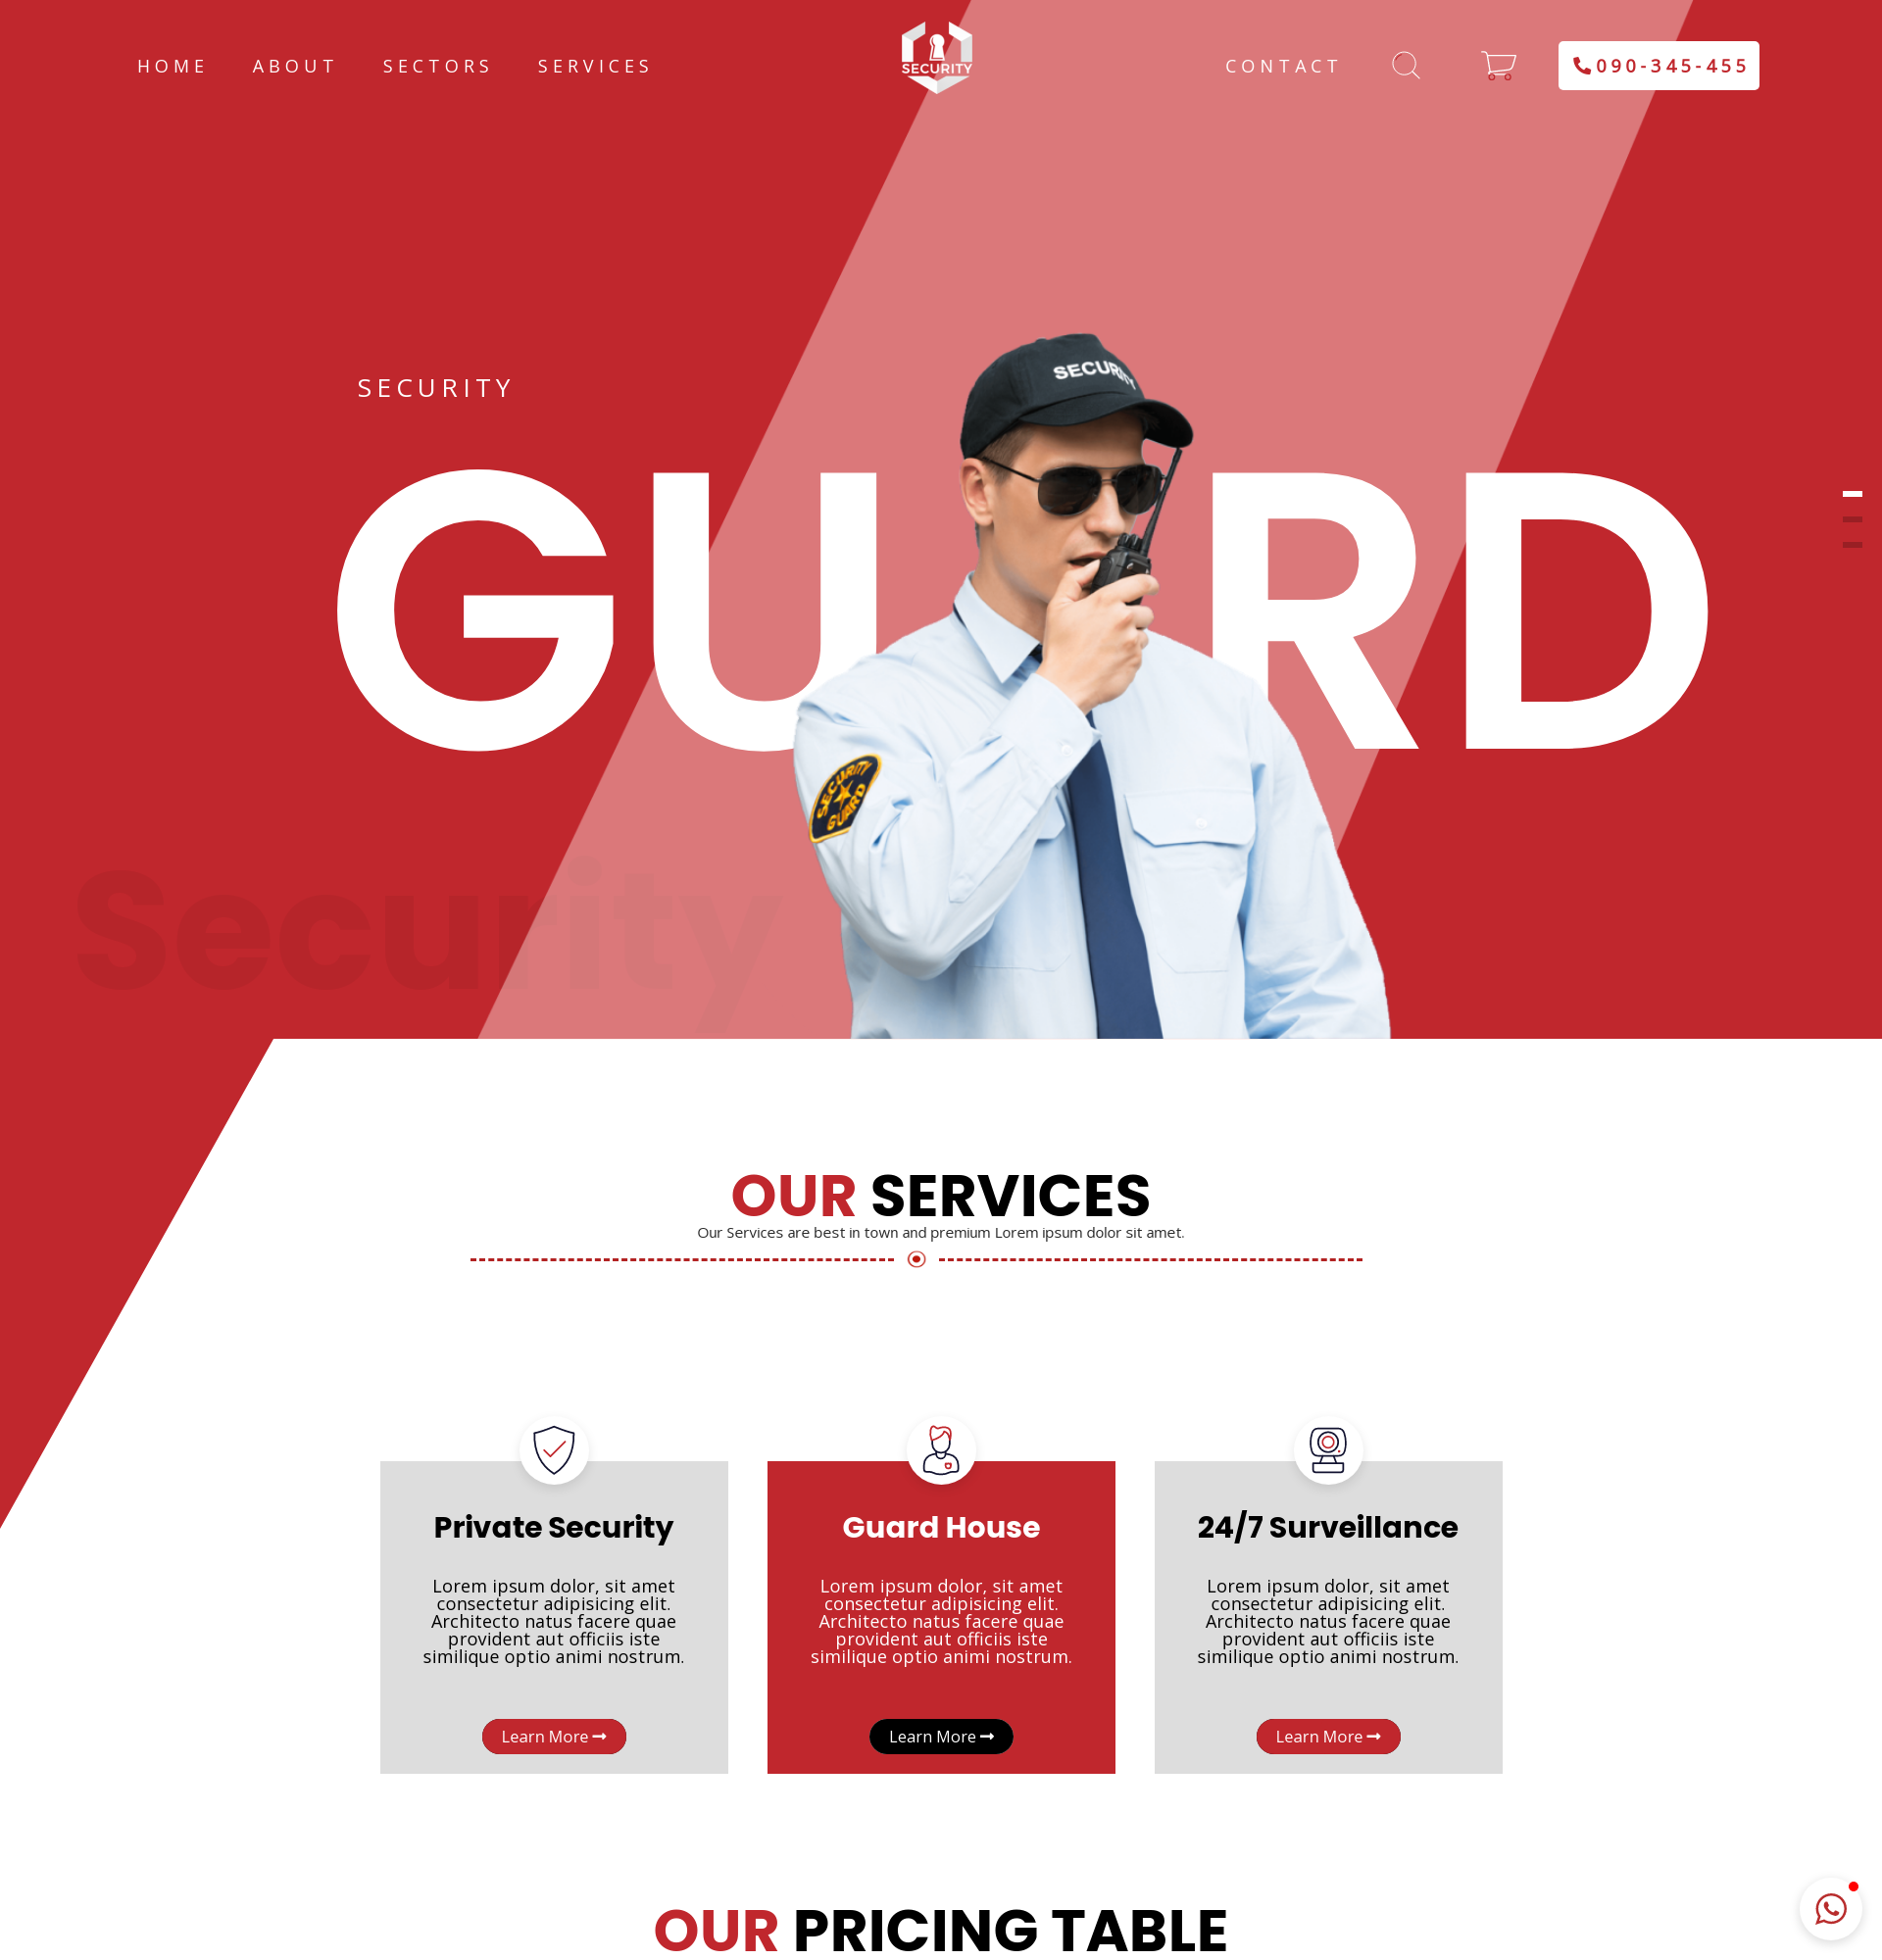 HOME ABOUT SECTORS SERVICES SECURITY CONTACT 090-345-455
SECURITY
SECURITY
GU RD
SECURITY
GUARD
Security
OUR SERVICES
Our Services are best in town and premium Lorem ipsum dolor sit amet.
Private Security
Lorem ipsum dolor, sit amet
consectetur adipisicing elit.
Architecto natus facere quae
provident aut officiis iste
similique optio animi nostrum.
Learn More
Guard House
Lorem ipsum dolor, sit amet
consectetur adipisicing elit.
Architecto natus facere quae
provident aut officiis iste
similique optio animi nostrum.
Learn More
24/7 Surveillance
Lorem ipsum dolor, sit amet
consectetur adipisicing elit.
Architecto natus facere quae
provident aut officiis iste
similique optio animi nostrum.
Learn More
OUR PRICING TABLE